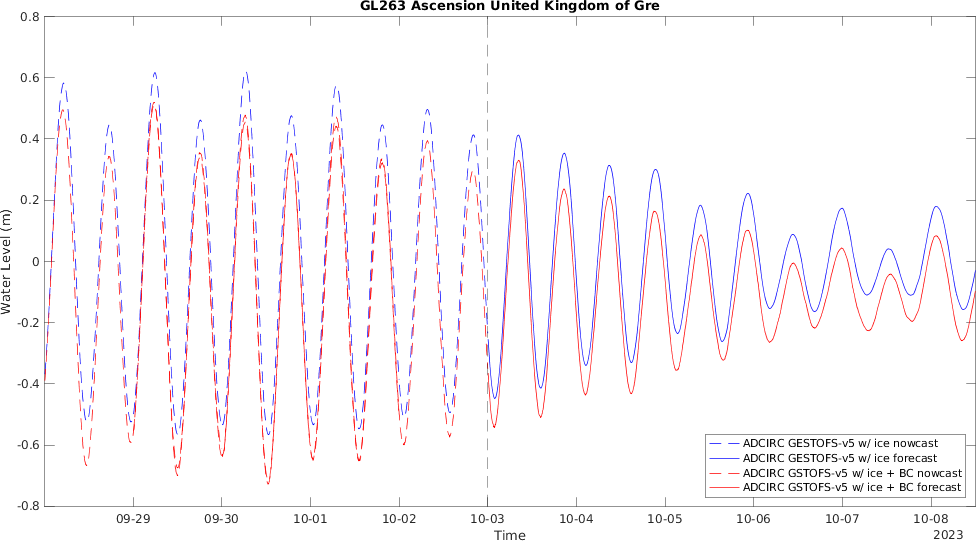 GL263 Ascension United Kingdom of Gre
0.8
0.6
0.4
0.2
0
-0.2
-0.4
-0.6
-0.8
Water Level (m)
ADCIRC GESTOFS-v5 w/ ice nowcast
ADCIRC GESTOFS-v5 w/ ice forecast
ADCIRC GSTOFS-v5 w/ ice + BC nowcast
ADCIRC GSTOFS-v5 w/ ice + BC forecast
09-29 09-30 10-01 10-02 10-03 10-04 10-05 10-06 10-07 10-08
Time
2023